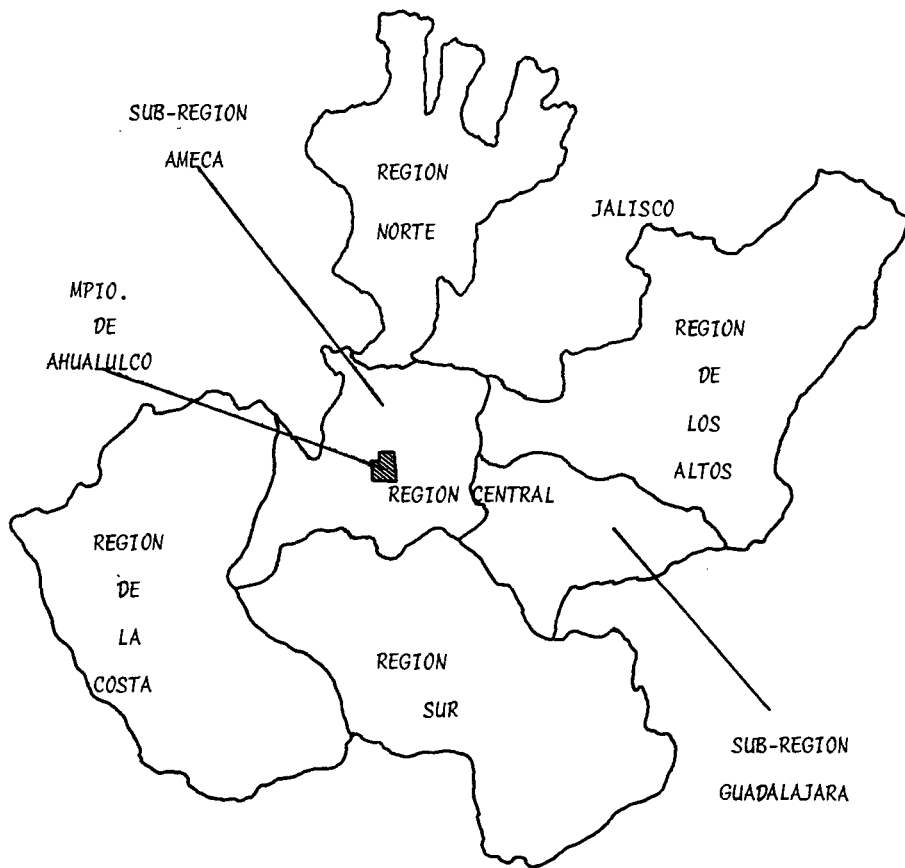 SUB-REGION
AMECA
REGION
NORTE
JALISCO
MPIO.
DE
AHUALULCO
REGION
DE
LOS
ALTOS
REGION CENTRAL
REGION
DE
LA
COSTA
REGION
SUR
SUB-REGION
GUADALAJARA